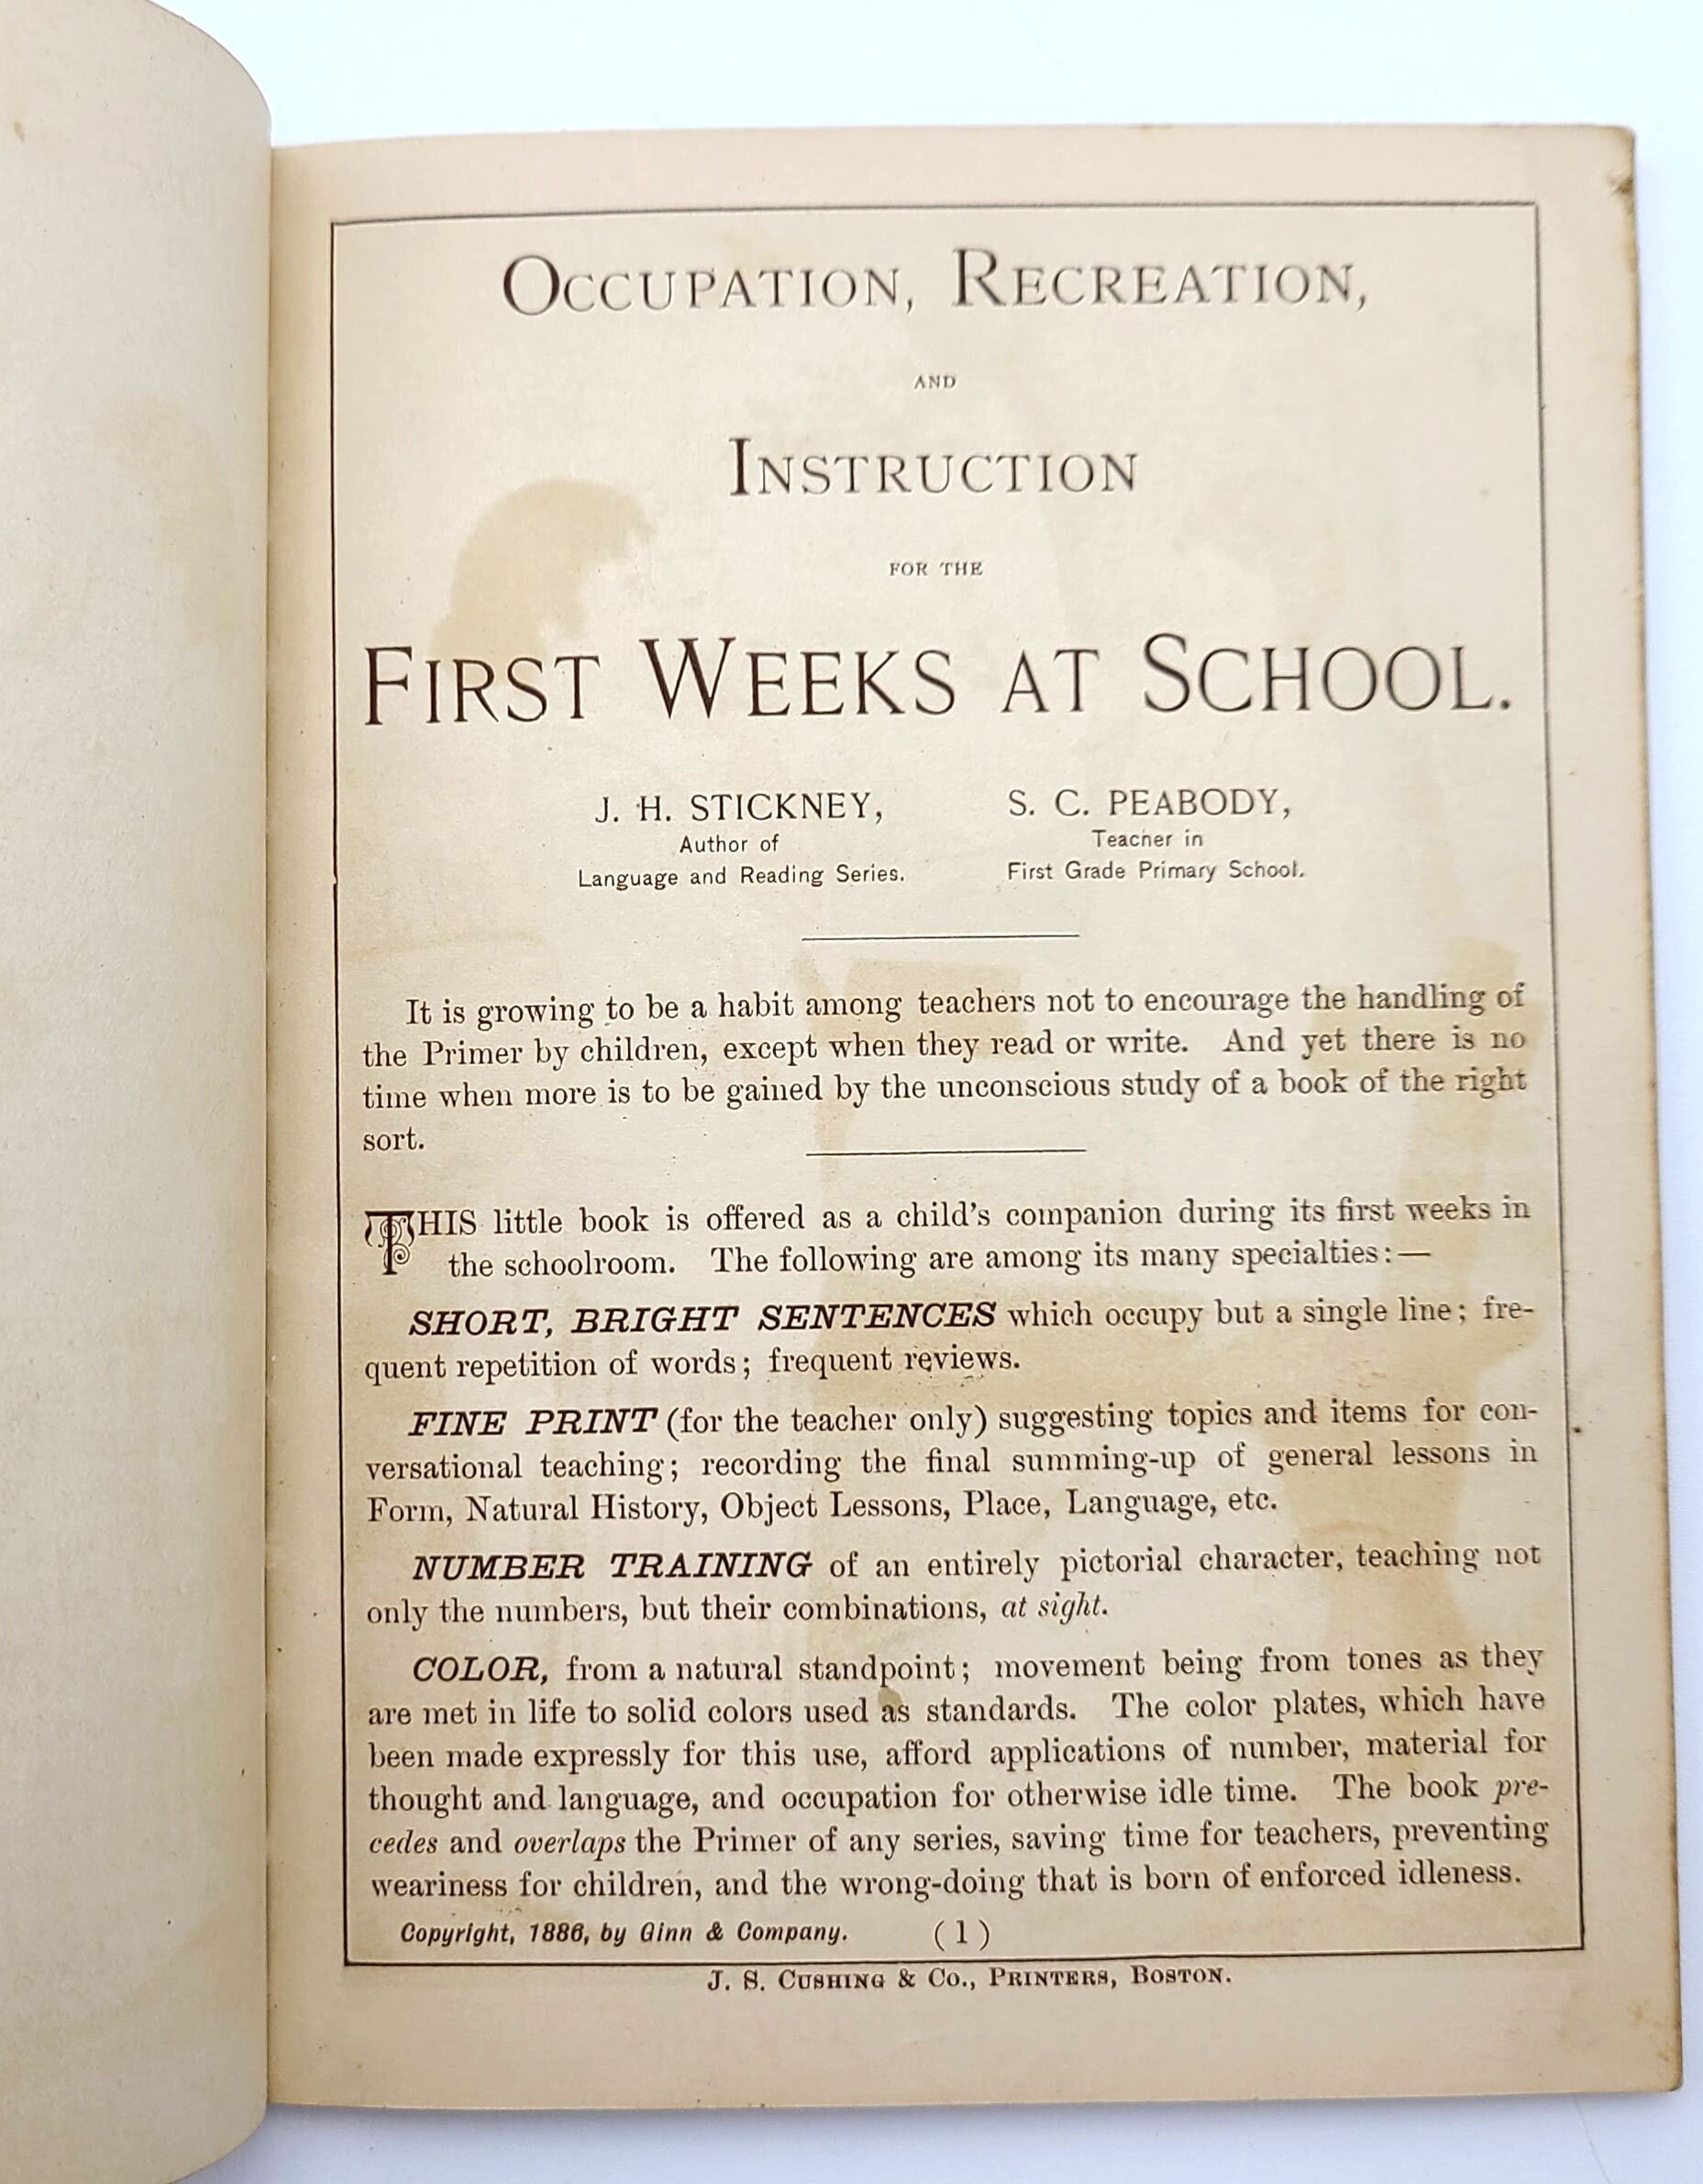 OCCUPATION, RECREATION,
AND
INSTRUCTION
FOR THE
FIRST WEEKS AT SCHOOL.
J. H. STICKNEY,
Author of
Language and Reading Series.
S. C. PEABODY,
Teacher in
First Grade Primary School.
It is growing to be a habit among teachers not to encourage the handling of
the Primer by children, except when they read or write. And yet there is no
time when more is to be gained by the unconscious study of a book of the right
sort.
THIS little book is offered as a child's companion during its first weeks in
the schoolroom. The following are among its many specialties:—
SHORT, BRIGHT SENTENCES which occupy but a single line; fre-
quent repetition of words; frequent reviews.
FINE PRINT (for the teacher only) suggesting topics and items for con-
versational teaching; recording the final summing-up of general lessons in
Form, Natural History, Object Lessons, Place, Language, etc.
NUMBER TRAINING of an entirely pictorial character, teaching not
only the numbers, but their combinations, at sight.
COLOR, from a natural standpoint; movement being from tones as they
are met in life to solid colors used as standards. The color plates, which have
been made expressly for this use, afford applications of number, material for
thought and language, and occupation for otherwise idle time. The book pre-
cedes and overlaps the Primer of any series, saving time for teachers, preventing
weariness for children, and the wrong-doing that is born of enforced idleness.
Copyright, 1886, by Ginn & Company. (1)
J. S. CUSHING & CO., PRINTERS, BOSTON.